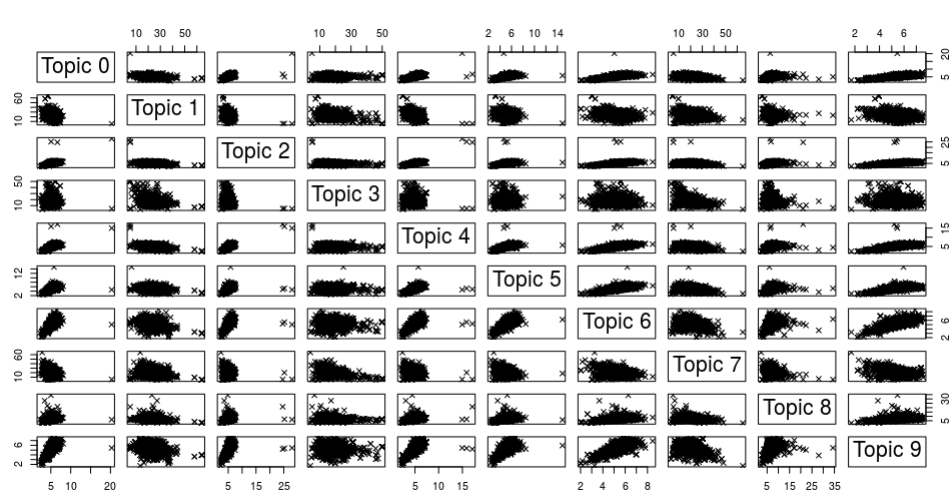 10 30 50
10 30 50
2 6 10 14
10 30 50
2 4 6
Topic 0
5 20
10 60
Topic 1
Topic 2
5 25
10 50
Topic 3
Topic 4
5 15
2 12
Topic 5
Topic 6
2 6
10 60
Topic 7
Topic 8
5 30
2 6
Topic 9
5 10 20
5 15 25
5 10 15
2 4 6 8
5 15 25 35